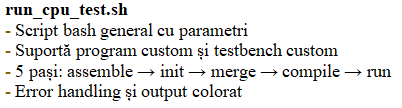 run_cpu_test.sh
- Script bash general cu parametri
- Suportă program custom și testbench custom
- 5 pași: assemble → init → merge → compile → run
- Error handling și output colorat